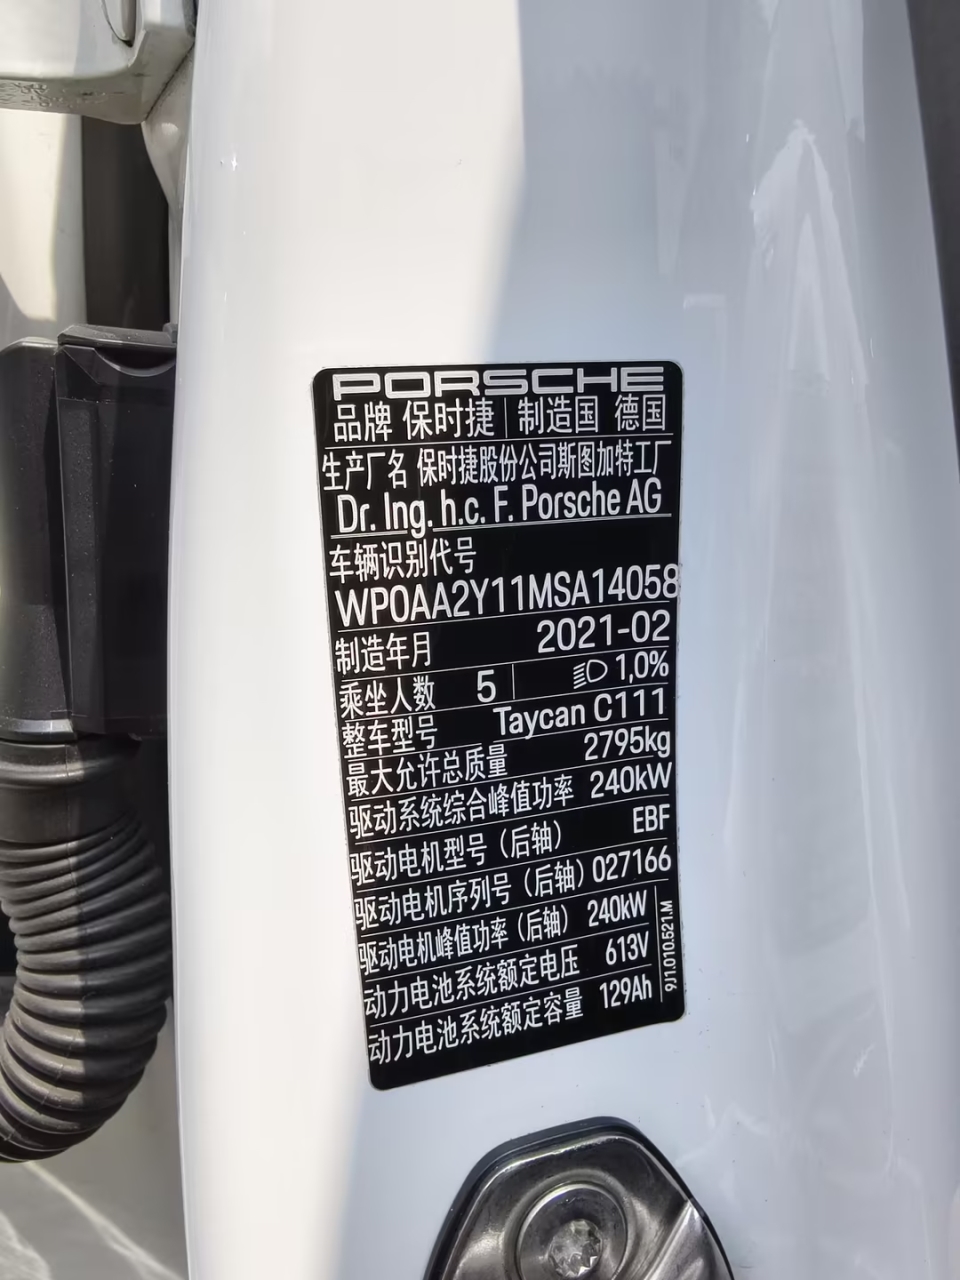 PORSCHE
品牌 保时捷 制造国 德国
生产厂名 保时捷股份公司斯图加特工厂
Dr. Ing. h.c. F. Porsche AG
车辆识别代号
WP0AA2Y11MSA14058
制造年月 2021-02
乘坐人数 5 1,0%
整车型号 Taycan C111
最大允许总质量 2795kg
驱动系统综合峰值功率 240kW
驱动电机型号（后轴） EBF
驱动电机序列号（后轴） 027166
驱动电机峰值功率（后轴） 240kW
动力电池系统额定电压 613V
动力电池系统额定容量 129Ah
9J1.010.521.M